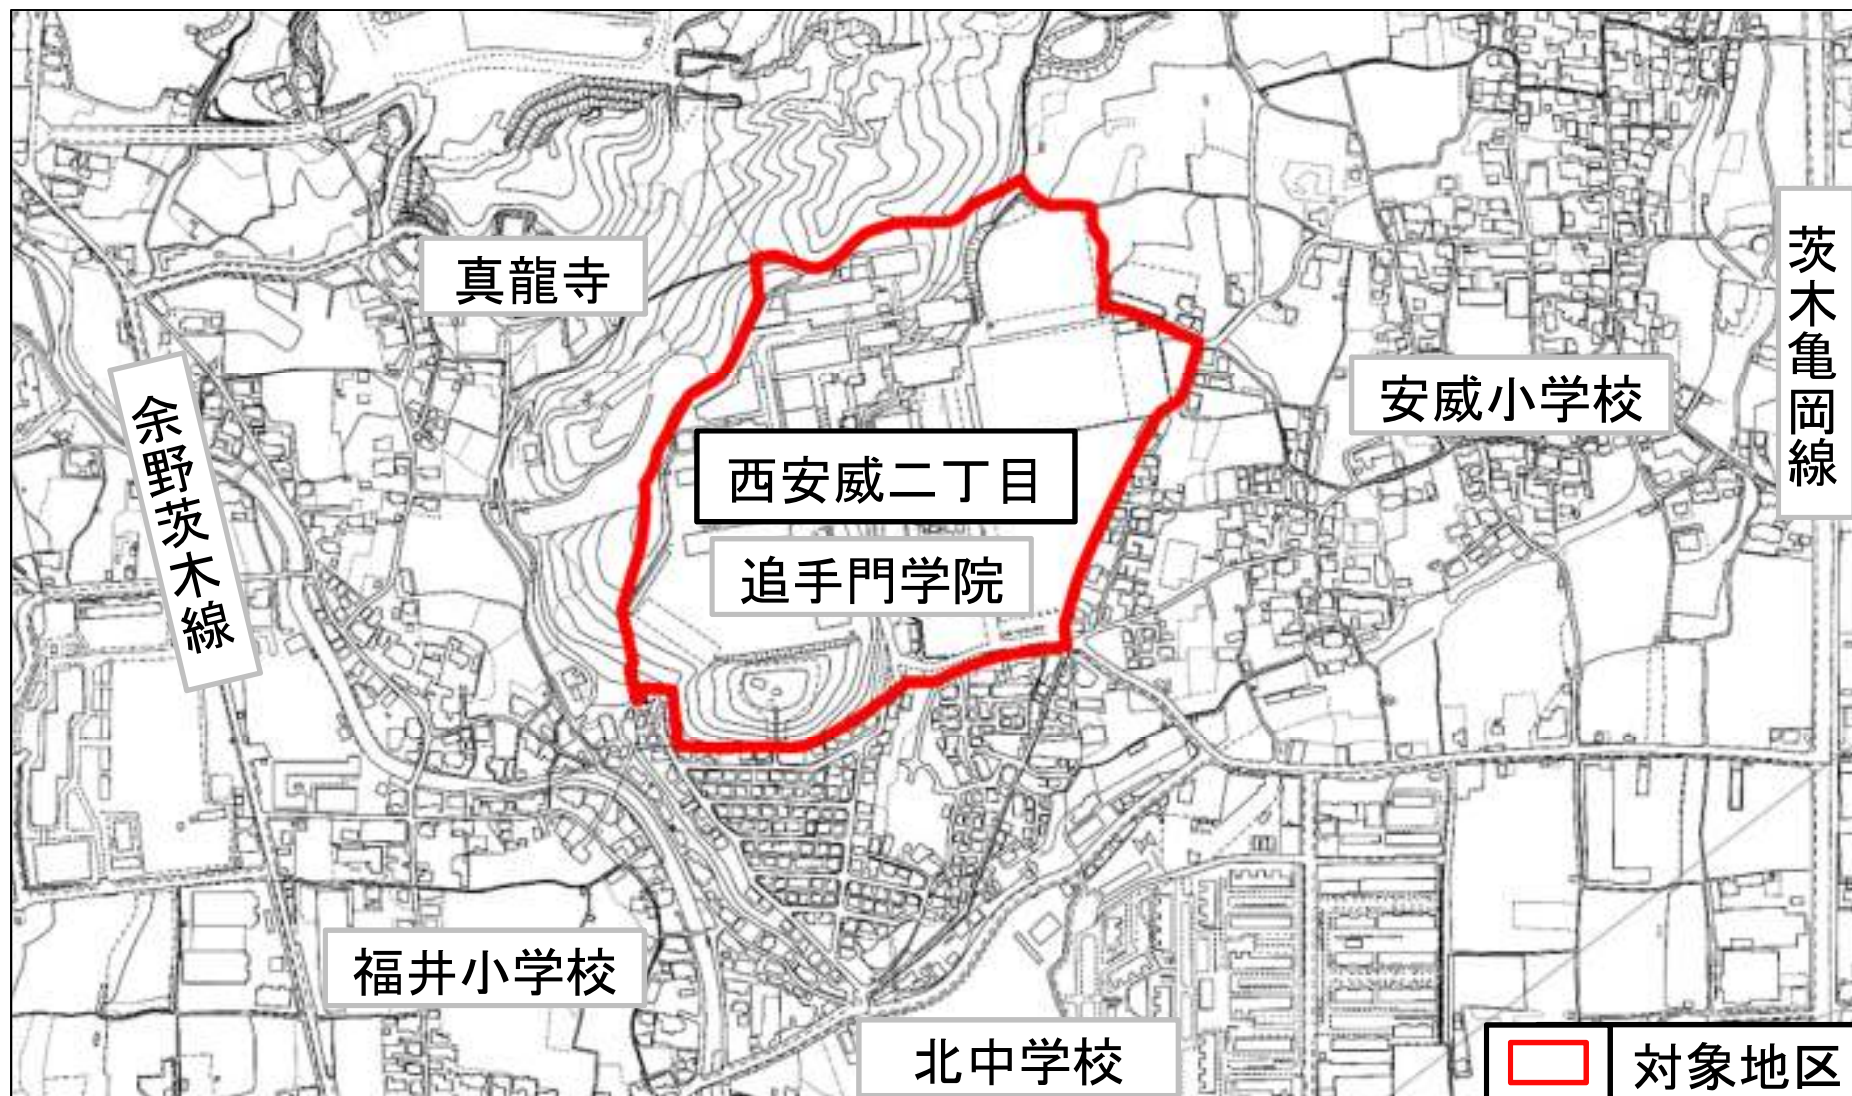 真龍寺
茨木亀岡線
余野茨木線
安威小学校
西安威二丁目
追手門学院
福井小学校
北中学校
対象地区